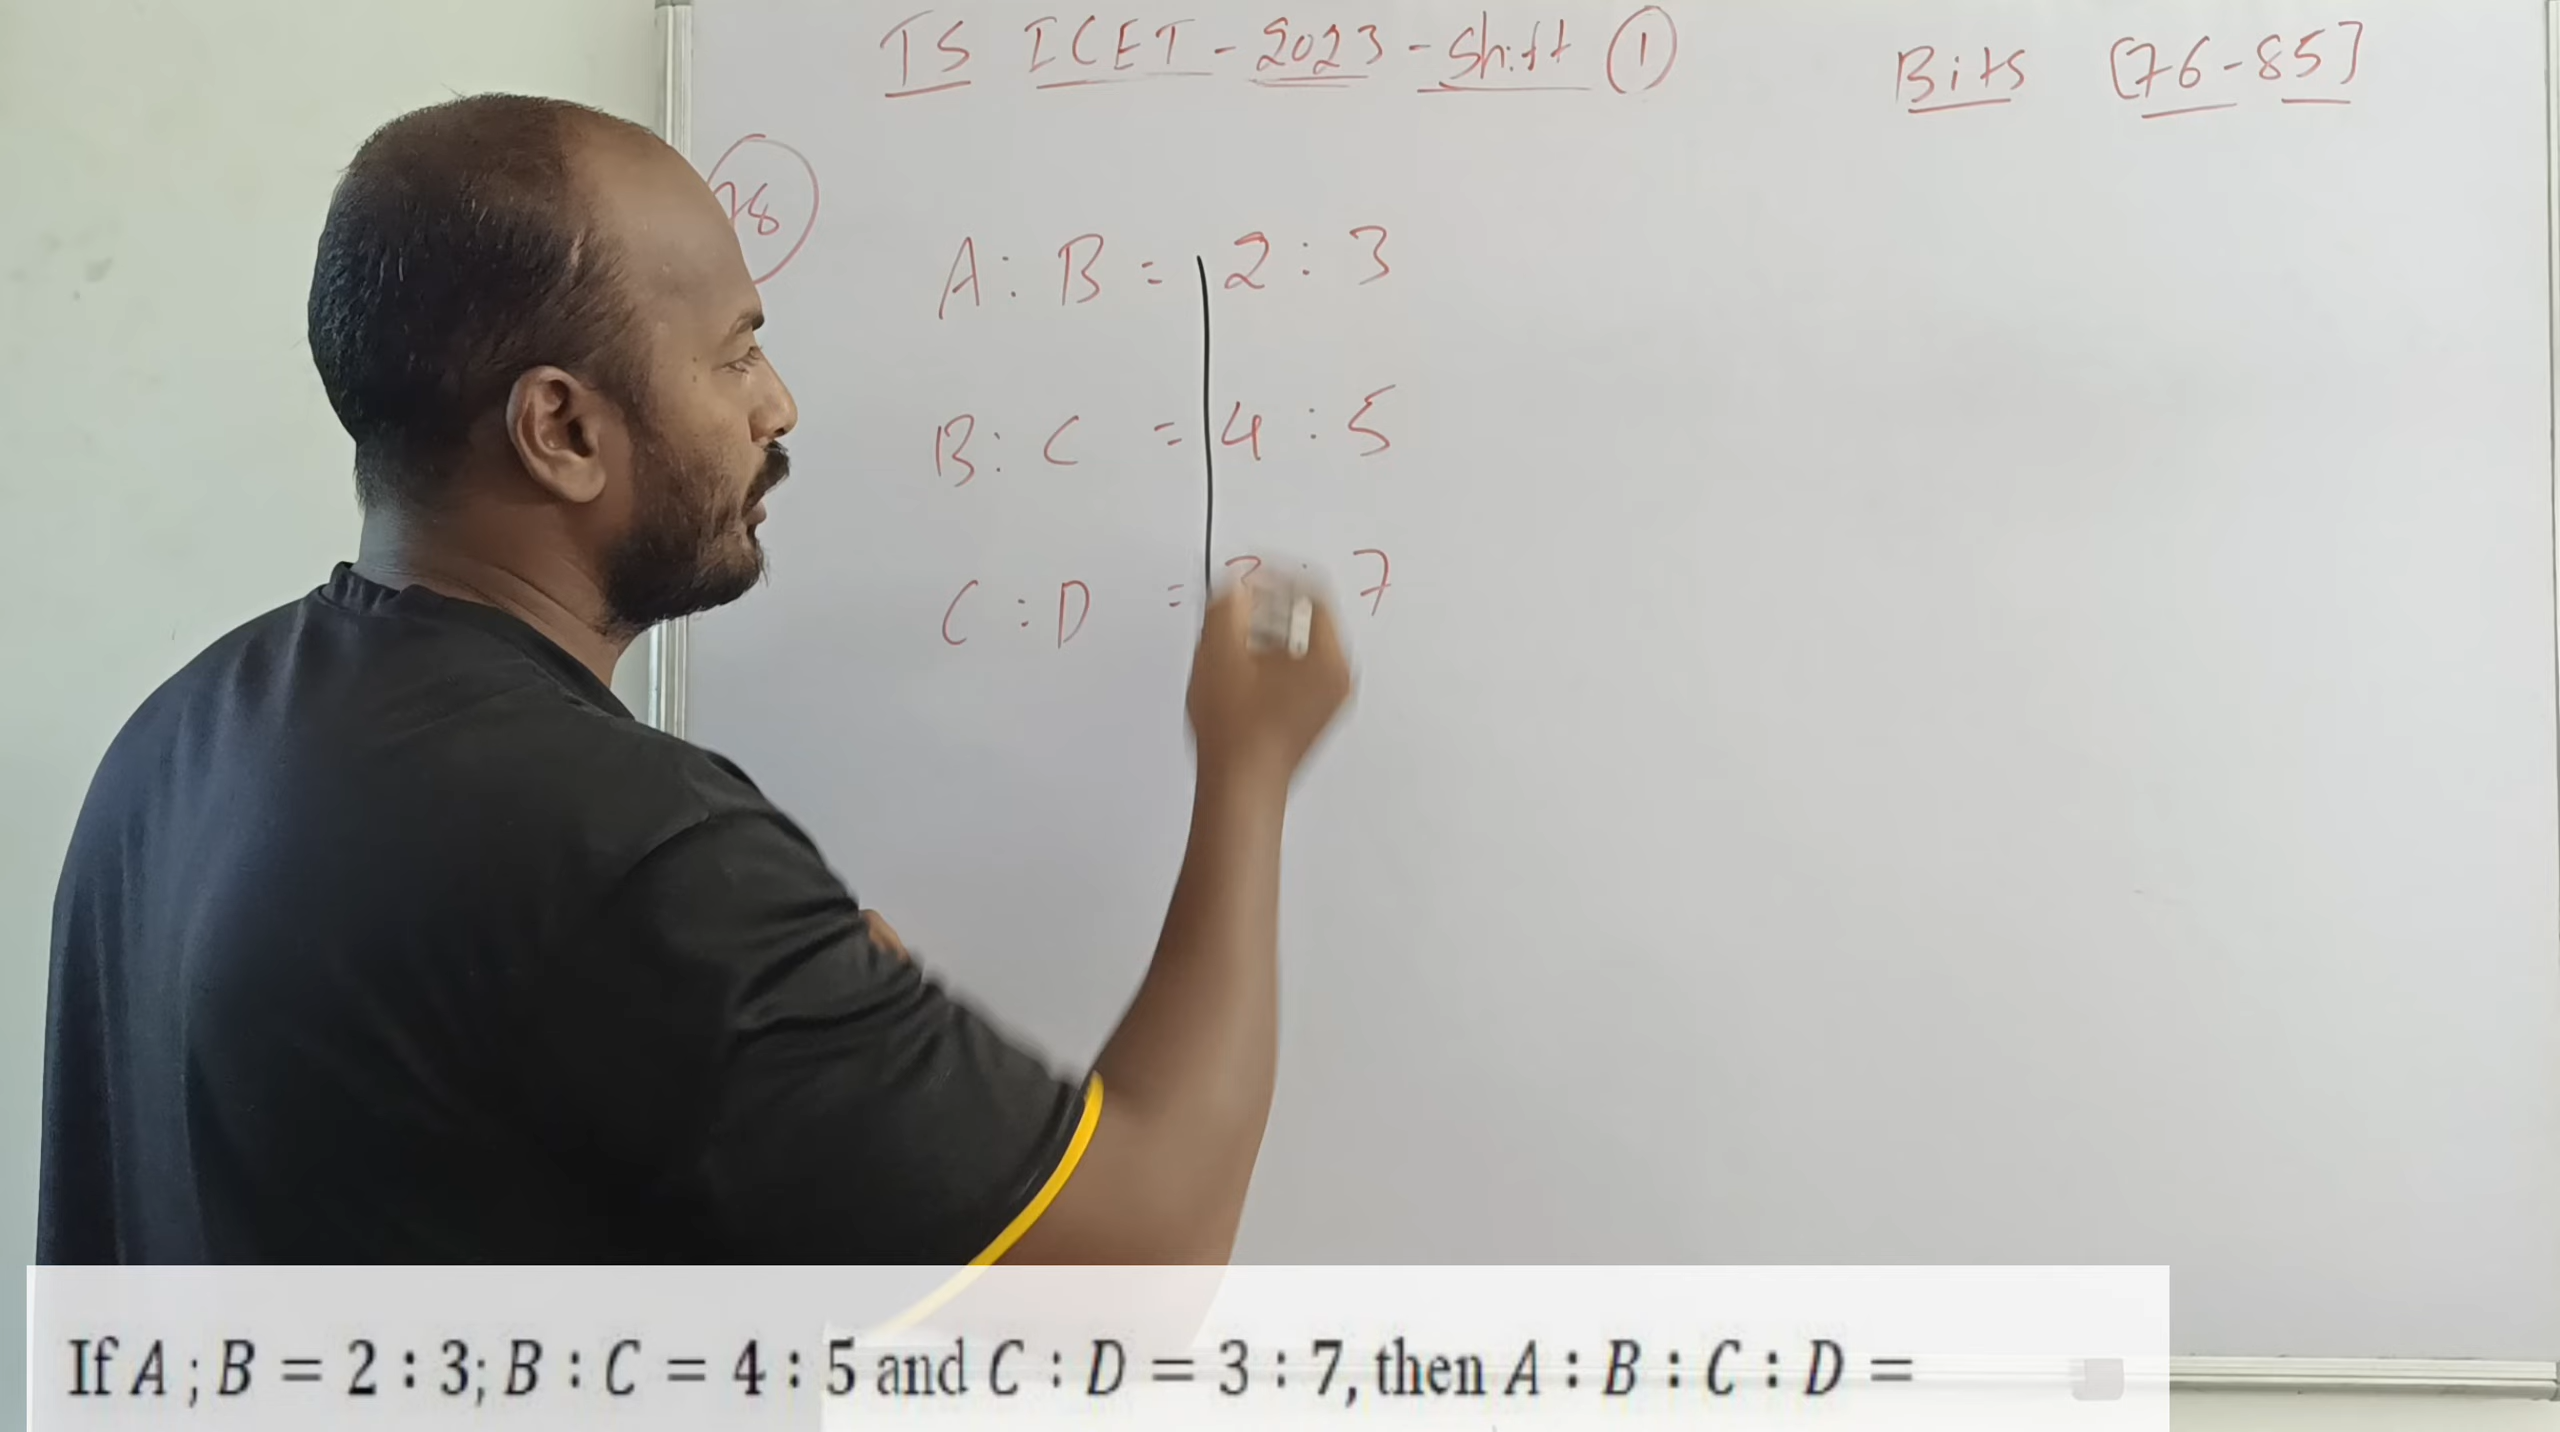 TS ICET - 2023 - Shift ①
Bits [76-85]
78
A : B = 2 : 3
B : C = 4 : 5
C : D = 3 : 7
If A ; B = 2 : 3; B : C = 4 : 5 and C : D = 3 : 7, then A : B : C : D =